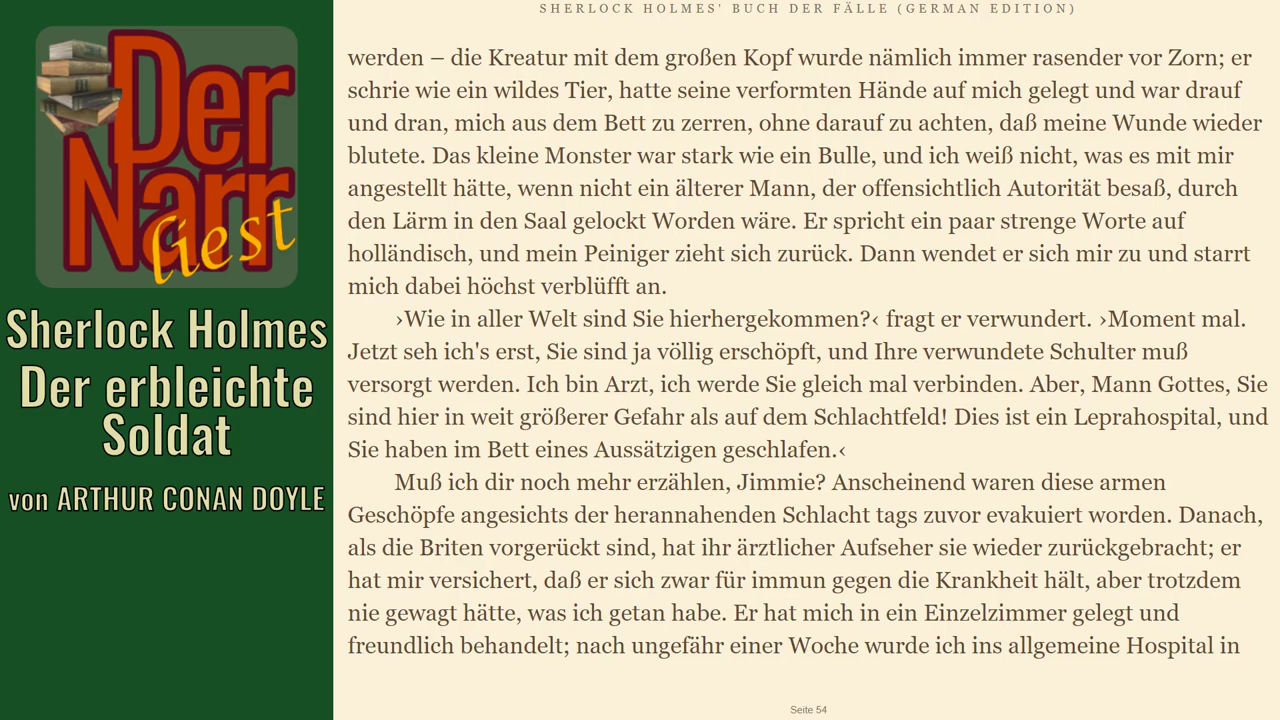 Der
Narr
liest
Sherlock Holmes
Der erbleichte
Soldat
von ARTHUR CONAN DOYLE
SHERLOCK HOLMES' BUCH DER FÄLLE (GERMAN EDITION)
werden – die Kreatur mit dem großen Kopf wurde nämlich immer rasender vor Zorn; er
schrie wie ein wildes Tier, hatte seine verformten Hände auf mich gelegt und war drauf
und dran, mich aus dem Bett zu zerren, ohne darauf zu achten, daß meine Wunde wieder
blutete. Das kleine Monster war stark wie ein Bulle, und ich weiß nicht, was es mit mir
angestellt hätte, wenn nicht ein älterer Mann, der offensichtlich Autorität besaß, durch
den Lärm in den Saal gelockt Worden wäre. Er spricht ein paar strenge Worte auf
holländisch, und mein Peiniger zieht sich zurück. Dann wendet er sich mir zu und starrt
mich dabei höchst verblüfft an.
›Wie in aller Welt sind Sie hierhergekommen?‹ fragt er verwundert. ›Moment mal.
Jetzt seh ich's erst, Sie sind ja völlig erschöpft, und Ihre verwundete Schulter muß
versorgt werden. Ich bin Arzt, ich werde Sie gleich mal verbinden. Aber, Mann Gottes, Sie
sind hier in weit größerer Gefahr als auf dem Schlachtfeld! Dies ist ein Leprahospital, und
Sie haben im Bett eines Aussätzigen geschlafen.‹
Muß ich dir noch mehr erzählen, Jimmie? Anscheinend waren diese armen
Geschöpfe angesichts der herannahenden Schlacht tags zuvor evakuiert worden. Danach,
als die Briten vorgerückt sind, hat ihr ärztlicher Aufseher sie wieder zurückgebracht; er
hat mir versichert, daß er sich zwar für immun gegen die Krankheit hält, aber trotzdem
nie gewagt hätte, was ich getan habe. Er hat mich in ein Einzelzimmer gelegt und
freundlich behandelt; nach ungefähr einer Woche wurde ich ins allgemeine Hospital in
Seite 54